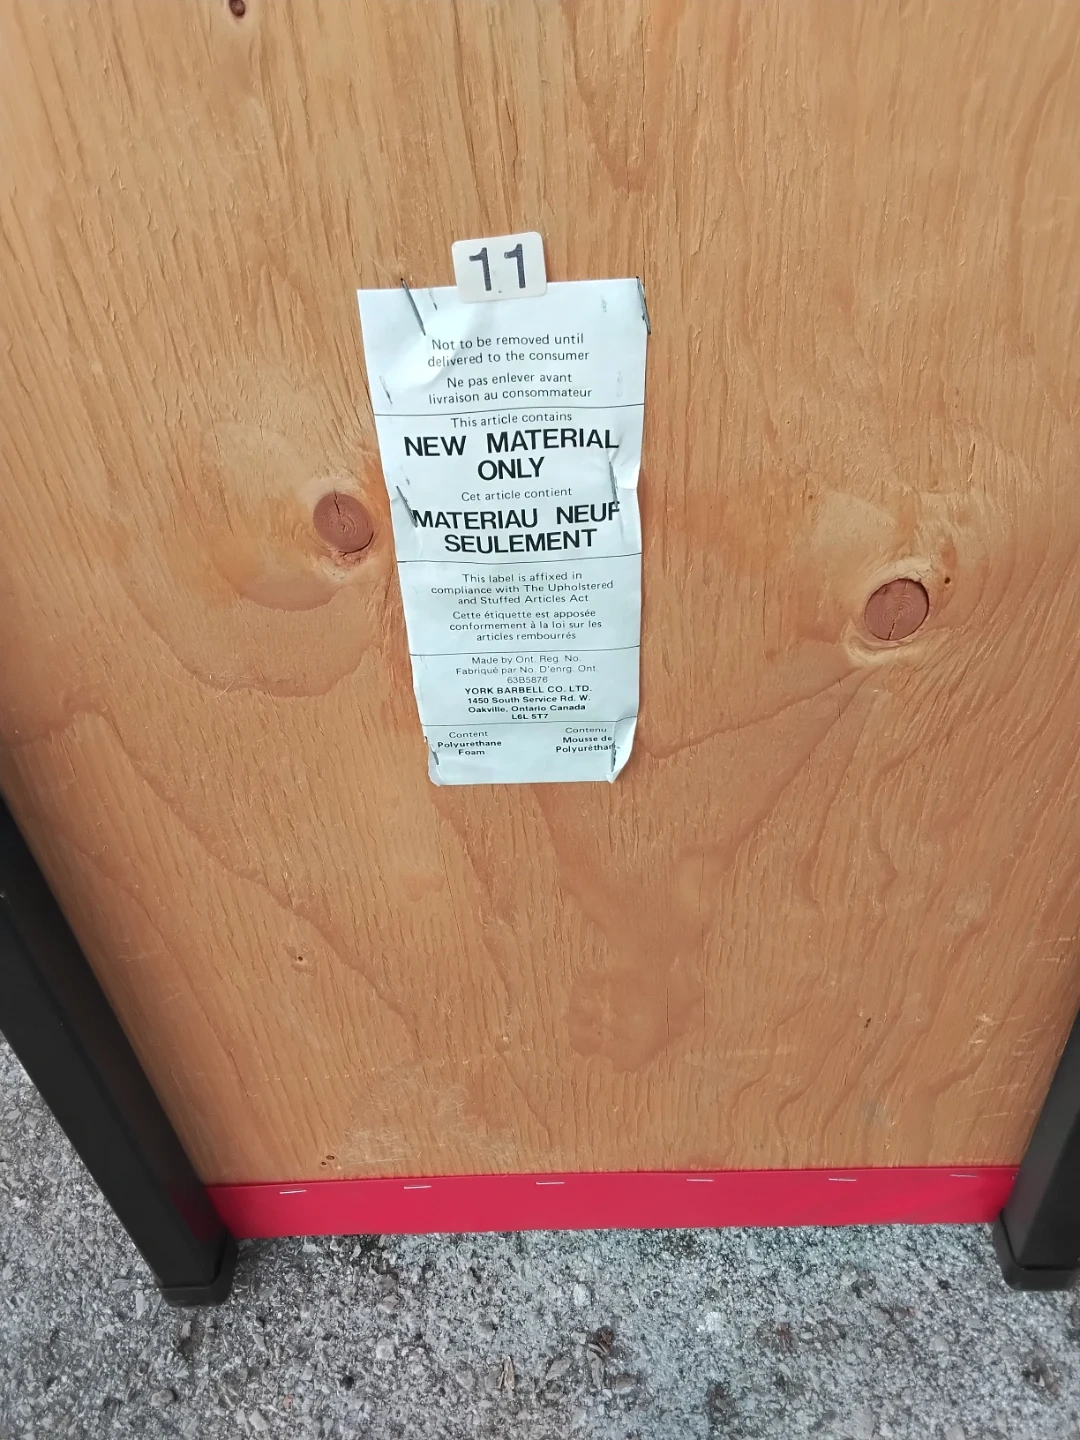 11
Not to be removed until
delivered to the consumer
Ne pas enlever avant
livraison au consommateur
This article contains
NEW MATERIAL
ONLY
Cet article contient
MATERIAU NEUF
SEULEMENT
This label is affixed in
compliance with The Upholstered
and Stuffed Articles Act
Cette étiquette est apposée
conformement à la loi sur les
articles rembourrés
Made by Ont. Reg. No.
Fabriqué par No. D'enrg. Ont.
63B5876
YORK BARBELL CO. LTD.
1450 South Service Rd. W.
Oakville, Ontario Canada
L6L 5T7
Content
Polyurethane
Foam
Contenu
Mousse de
Polyuréthane